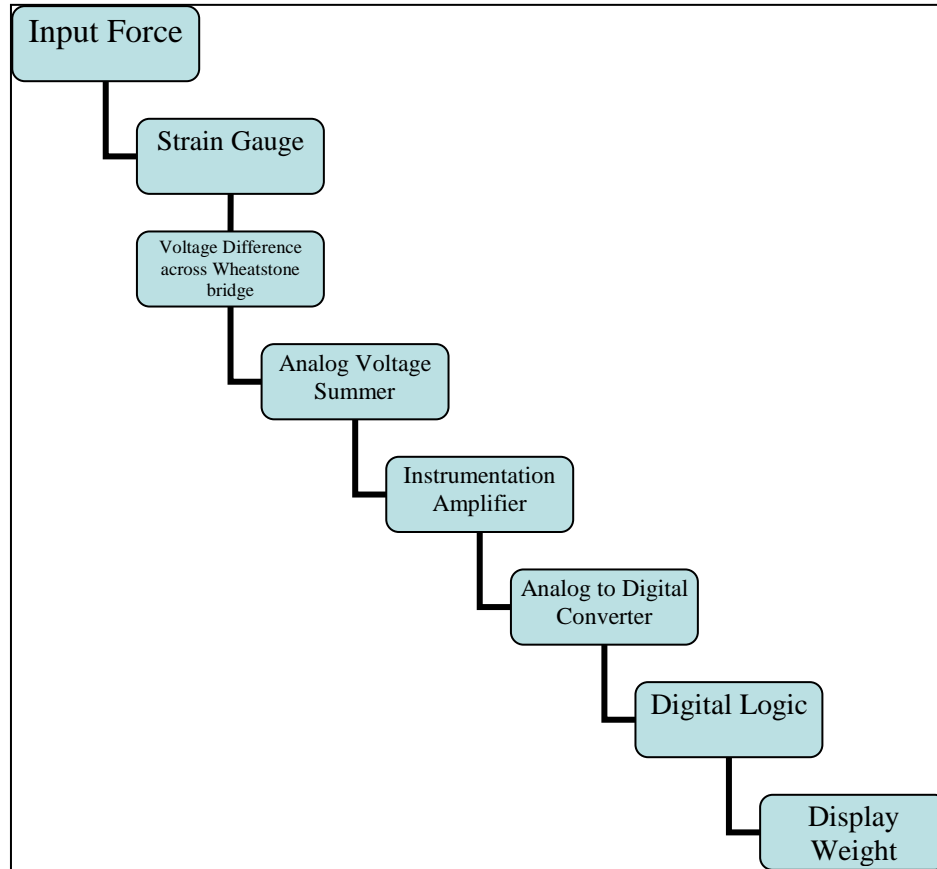 Input Force
Strain Gauge
Voltage Difference
across Wheatstone
bridge
Analog Voltage
Summer
Instrumentation
Amplifier
Analog to Digital
Converter
Digital Logic
Display
Weight